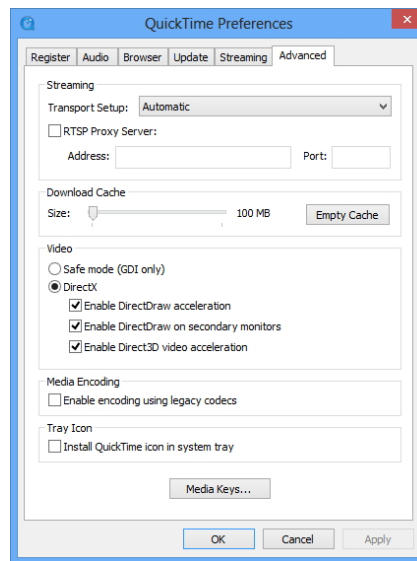 QuickTime Preferences
Register Audio Browser Update Streaming Advanced
Streaming
Transport Setup: Automatic
RTSP Proxy Server:
Address: Port:
Download Cache
Size: 100 MB Empty Cache
Video
Safe mode (GDI only)
DirectX
Enable DirectDraw acceleration
Enable DirectDraw on secondary monitors
Enable Direct3D video acceleration
Media Encoding
Enable encoding using legacy codecs
Tray Icon
Install QuickTime icon in system tray
Media Keys...
OK Cancel Apply